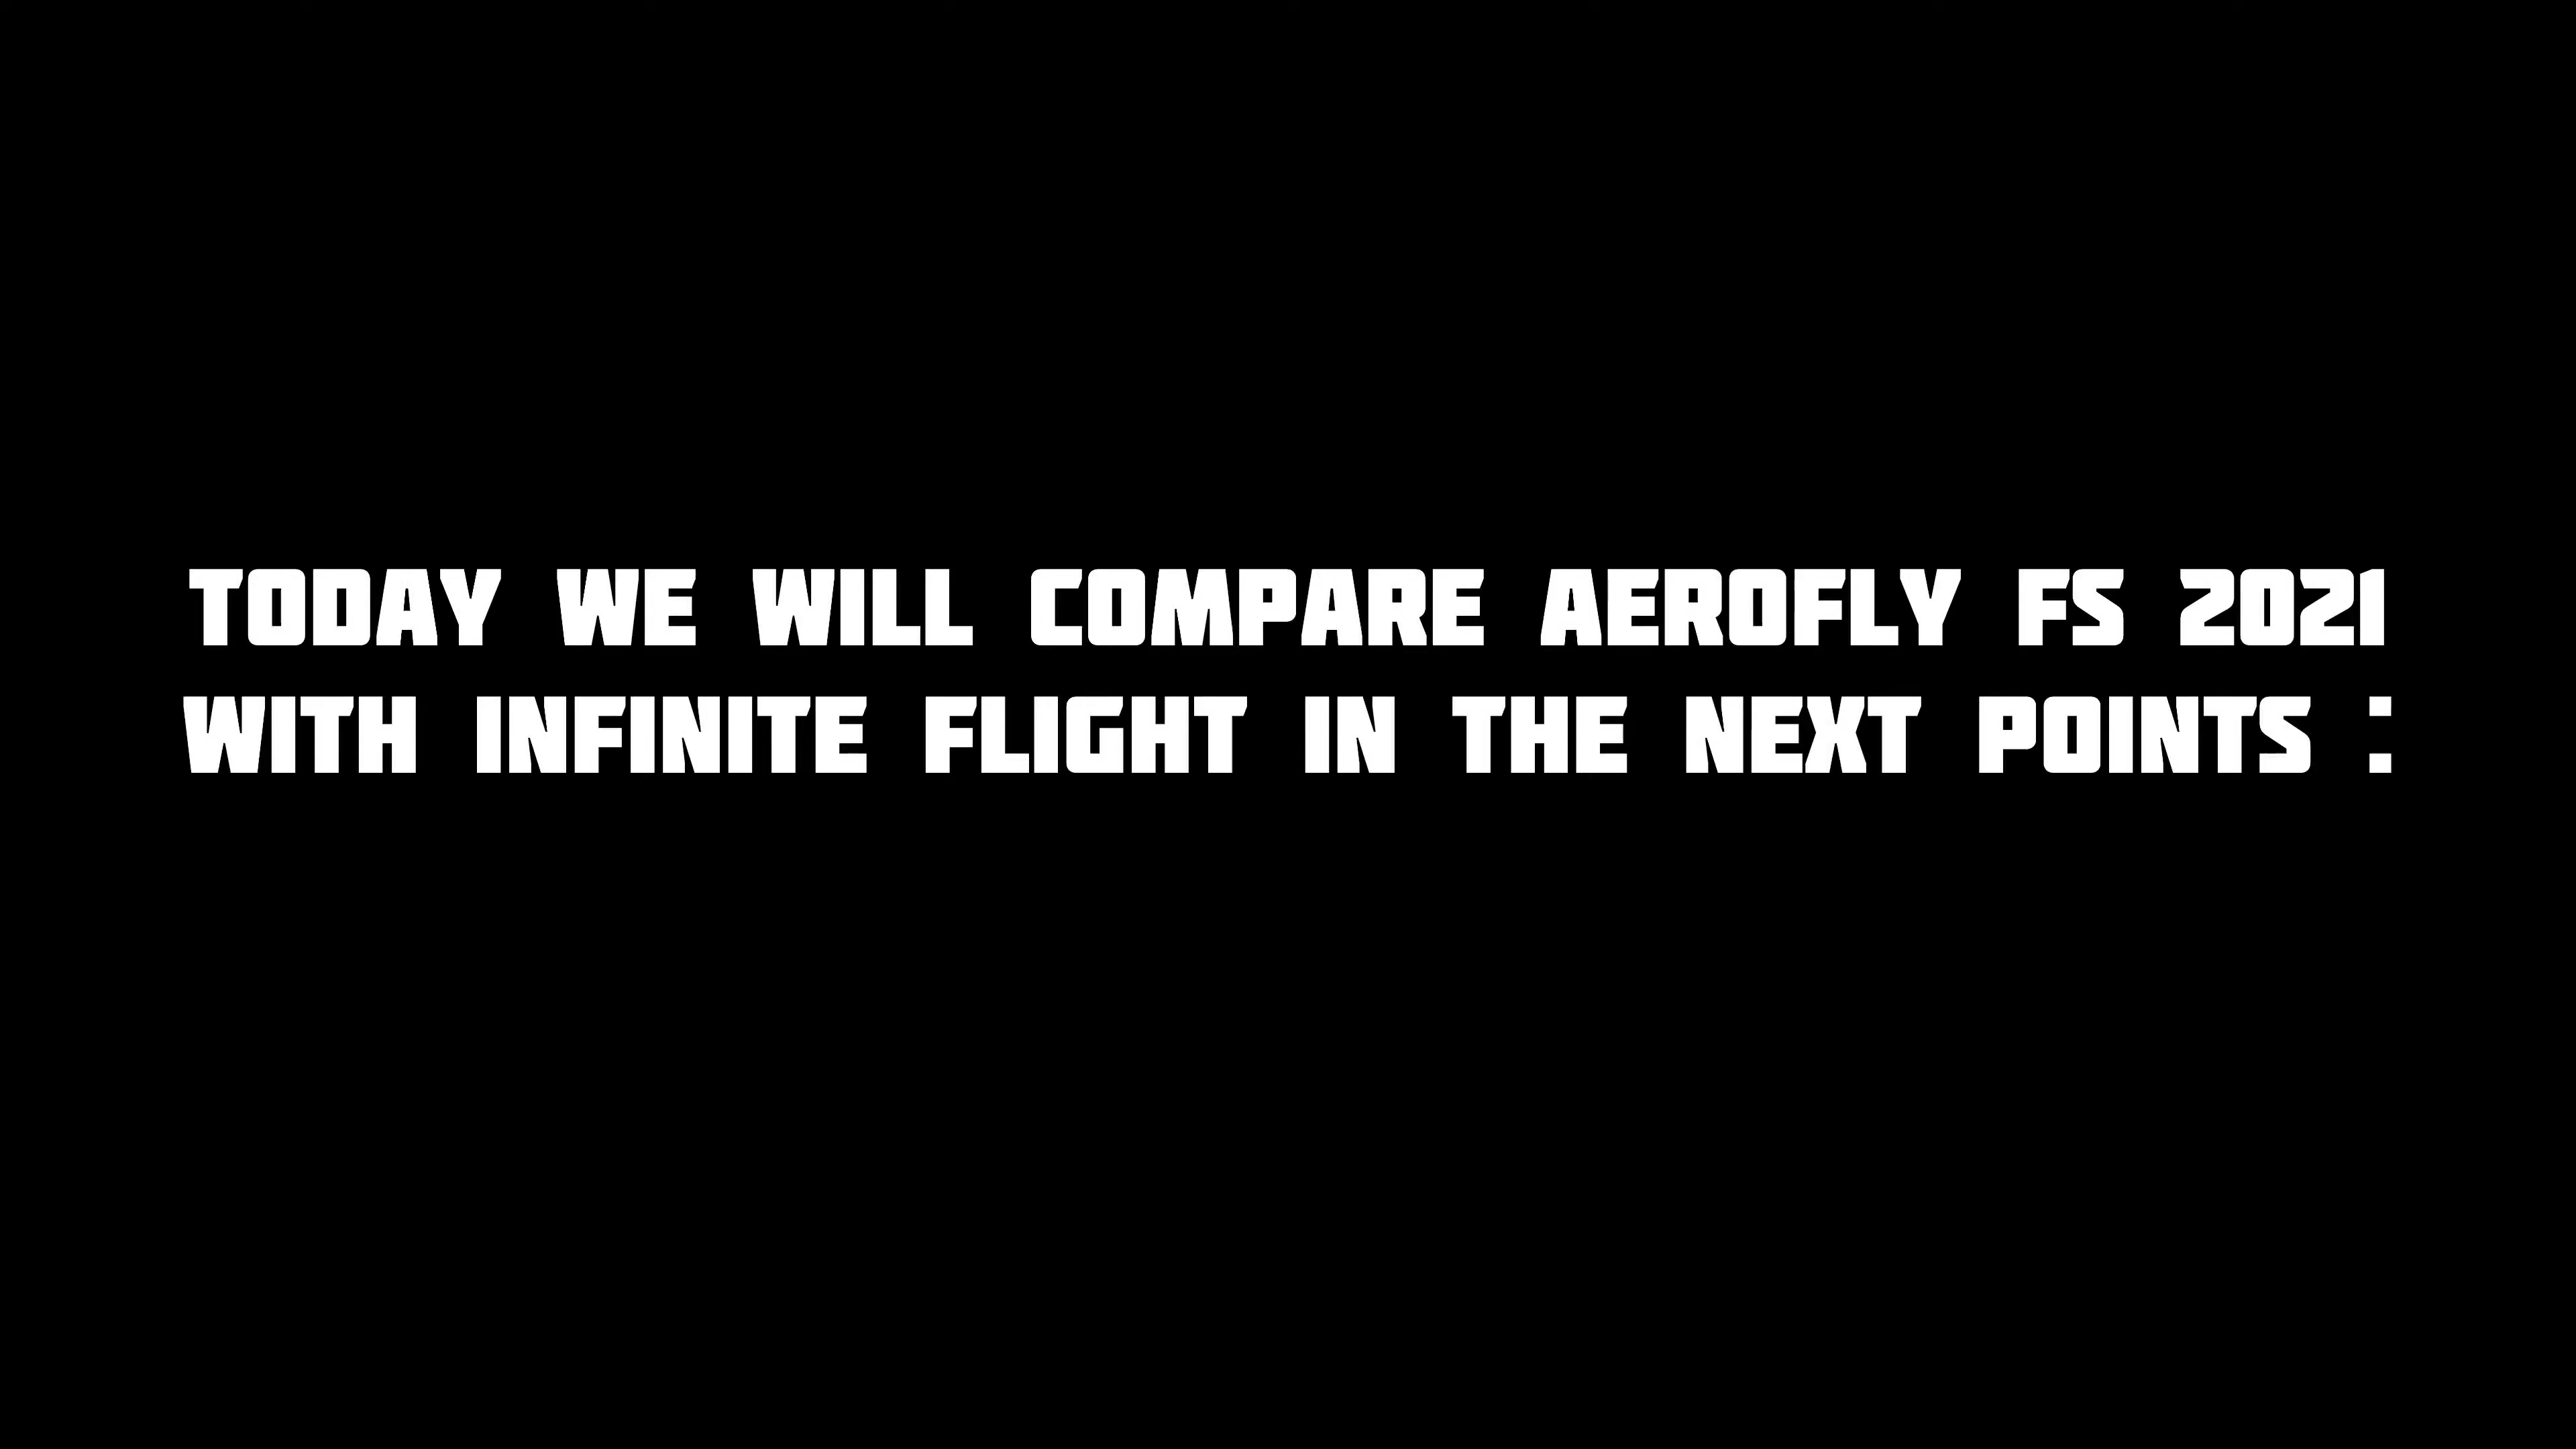 TODAY WE WILL COMPARE AEROFLY FS 2021
WITH INFINITE FLIGHT IN THE NEXT POINTS :